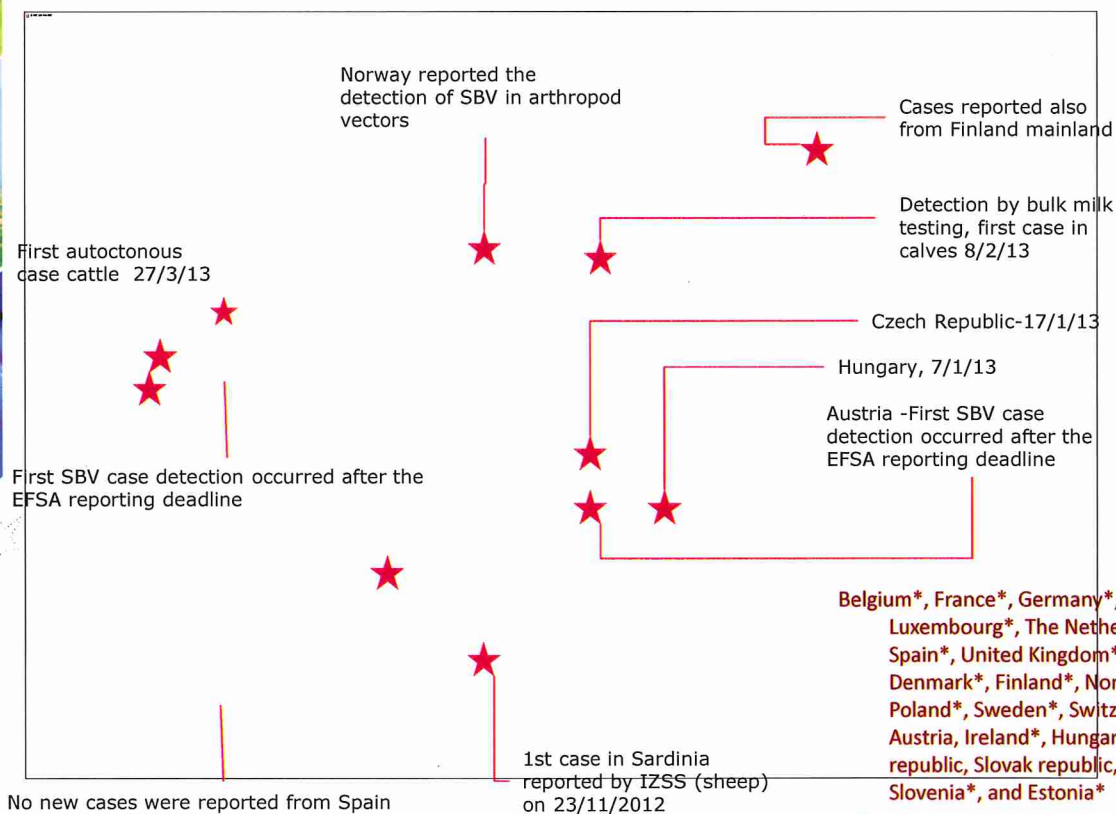 Norway reported the
detection of SBV in arthropod
vectors
Cases reported also
from Finland mainland
Detection by bulk milk
testing, first case in
calves 8/2/13
First autoctonous
case cattle 27/3/13
Czech Republic-17/1/13
Hungary, 7/1/13
Austria -First SBV case
detection occurred after the
EFSA reporting deadline
First SBV case detection occurred after the
EFSA reporting deadline
Belgium*, France*, Germany*,
Luxembourg*, The Nethe
Spain*, United Kingdom*
Denmark*, Finland*, Nor
Poland*, Sweden*, Switz
Austria, Ireland*, Hungar
republic, Slovak republic,
Slovenia*, and Estonia*
1st case in Sardinia
reported by IZSS (sheep)
on 23/11/2012
No new cases were reported from Spain